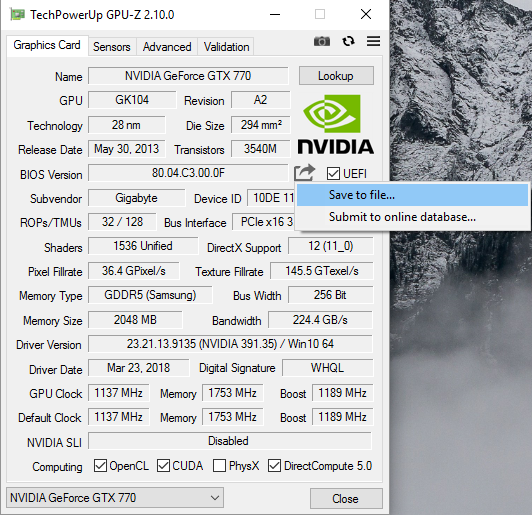 TechPowerUp GPU-Z 2.10.0
Graphics Card Sensors Advanced Validation
Name NVIDIA GeForce GTX 770 Lookup
GPU GK104 Revision A2
Technology 28 nm Die Size 294 mm²
NVIDIA
Release Date May 30, 2013 Transistors 3540M
BIOS Version 80.04.C3.00.0F UEFI
Subvendor Gigabyte Device ID 10DE 11
Save to file...
Submit to online database...
ROPs/TMUs 32 / 128 Bus Interface PCIe x16 3
Shaders 1536 Unified DirectX Support 12 (11_0)
Pixel Fillrate 36.4 GPixel/s Texture Fillrate 145.5 GTexel/s
Memory Type GDDR5 (Samsung) Bus Width 256 Bit
Memory Size 2048 MB Bandwidth 224.4 GB/s
Driver Version 23.21.13.9135 (NVIDIA 391.35) / Win10 64
Driver Date Mar 23, 2018 Digital Signature WHQL
GPU Clock 1137 MHz Memory 1753 MHz Boost 1189 MHz
Default Clock 1137 MHz Memory 1753 MHz Boost 1189 MHz
NVIDIA SLI Disabled
Computing OpenCL CUDA PhysX DirectCompute 5.0
NVIDIA GeForce GTX 770 Close